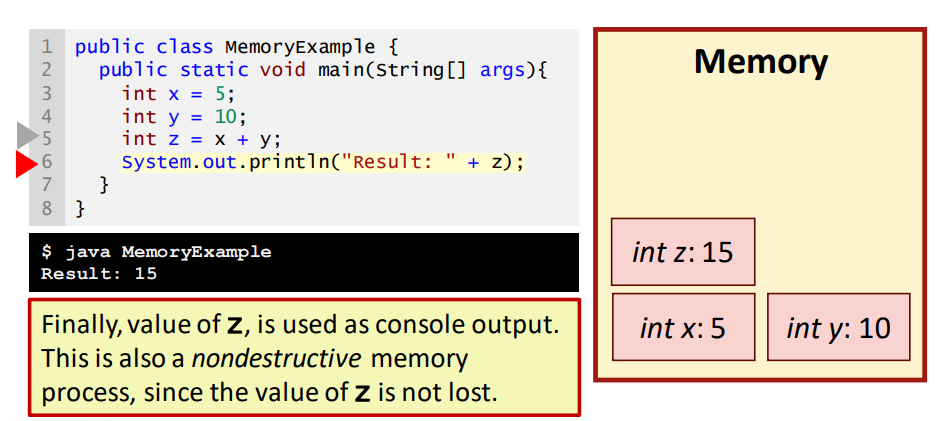 1 public class MemoryExample {
2 public static void main(String[] args){
3 int x = 5;
4 int y = 10;
5 int z = x + y;
6 System.out.println("Result: " + z);
7 }
8 }
$ java MemoryExample
Result: 15
Finally, value of z, is used as console output.
This is also a nondestructive memory
process, since the value of z is not lost.
Memory
int z: 15
int x: 5
int y: 10